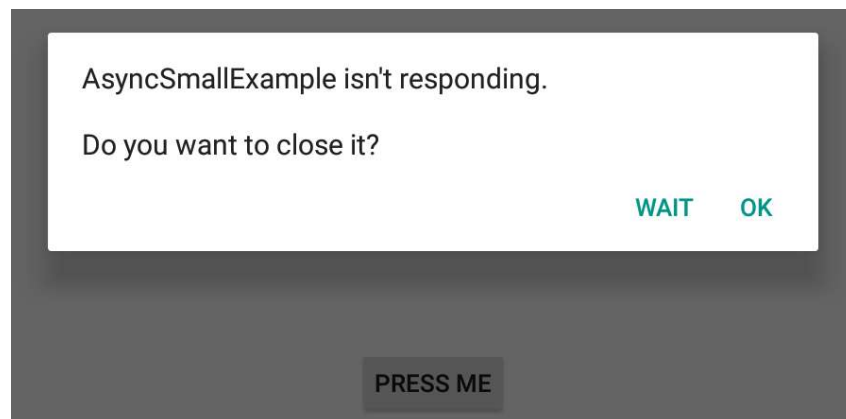 AsyncSmallExample isn't responding.
Do you want to close it?
WAIT OK
PRESS ME